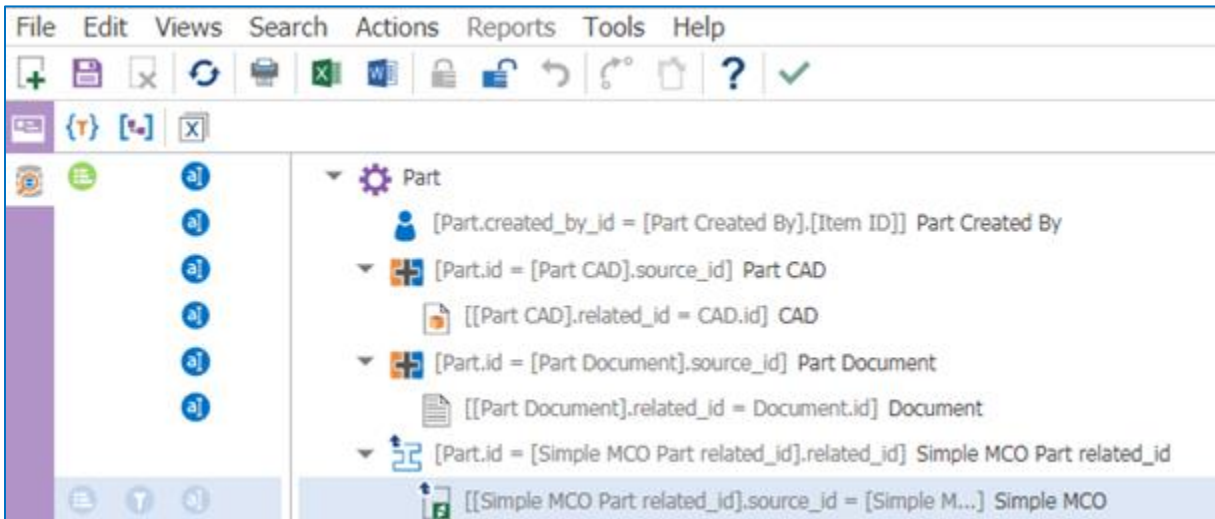 File Edit Views Search Actions Reports Tools Help
{T}
Part
[Part.created_by_id = [Part Created By].[Item ID]] Part Created By
[Part.id = [Part CAD].source_id] Part CAD
[[Part CAD].related_id = CAD.id] CAD
[Part.id = [Part Document].source_id] Part Document
[[Part Document].related_id = Document.id] Document
[Part.id = [Simple MCO Part related_id].related_id] Simple MCO Part related_id
[[Simple MCO Part related_id].source_id = [Simple M...] Simple MCO